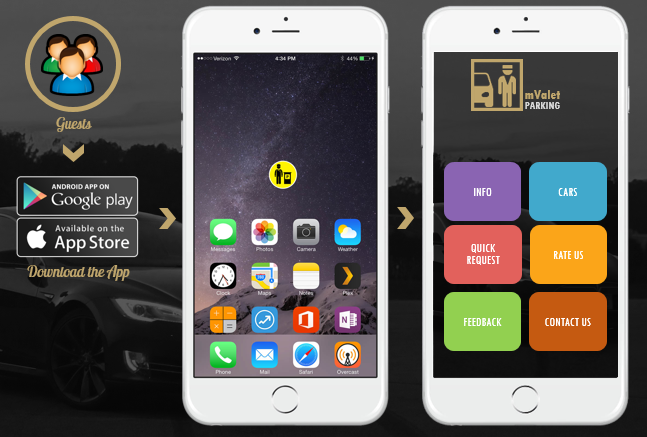 Guests
ANDROID APP ON
Google play
Available on the
App Store
Download the App
Verizon
4:34 PM
44%
Messages
Photos
Camera
Weather
Clock
Maps
Notes
Plex
Phone
Mail
Safari
Overcast
mValet
PARKING
INFO
CARS
QUICK
REQUEST
RATE US
FEEDBACK
CONTACT US